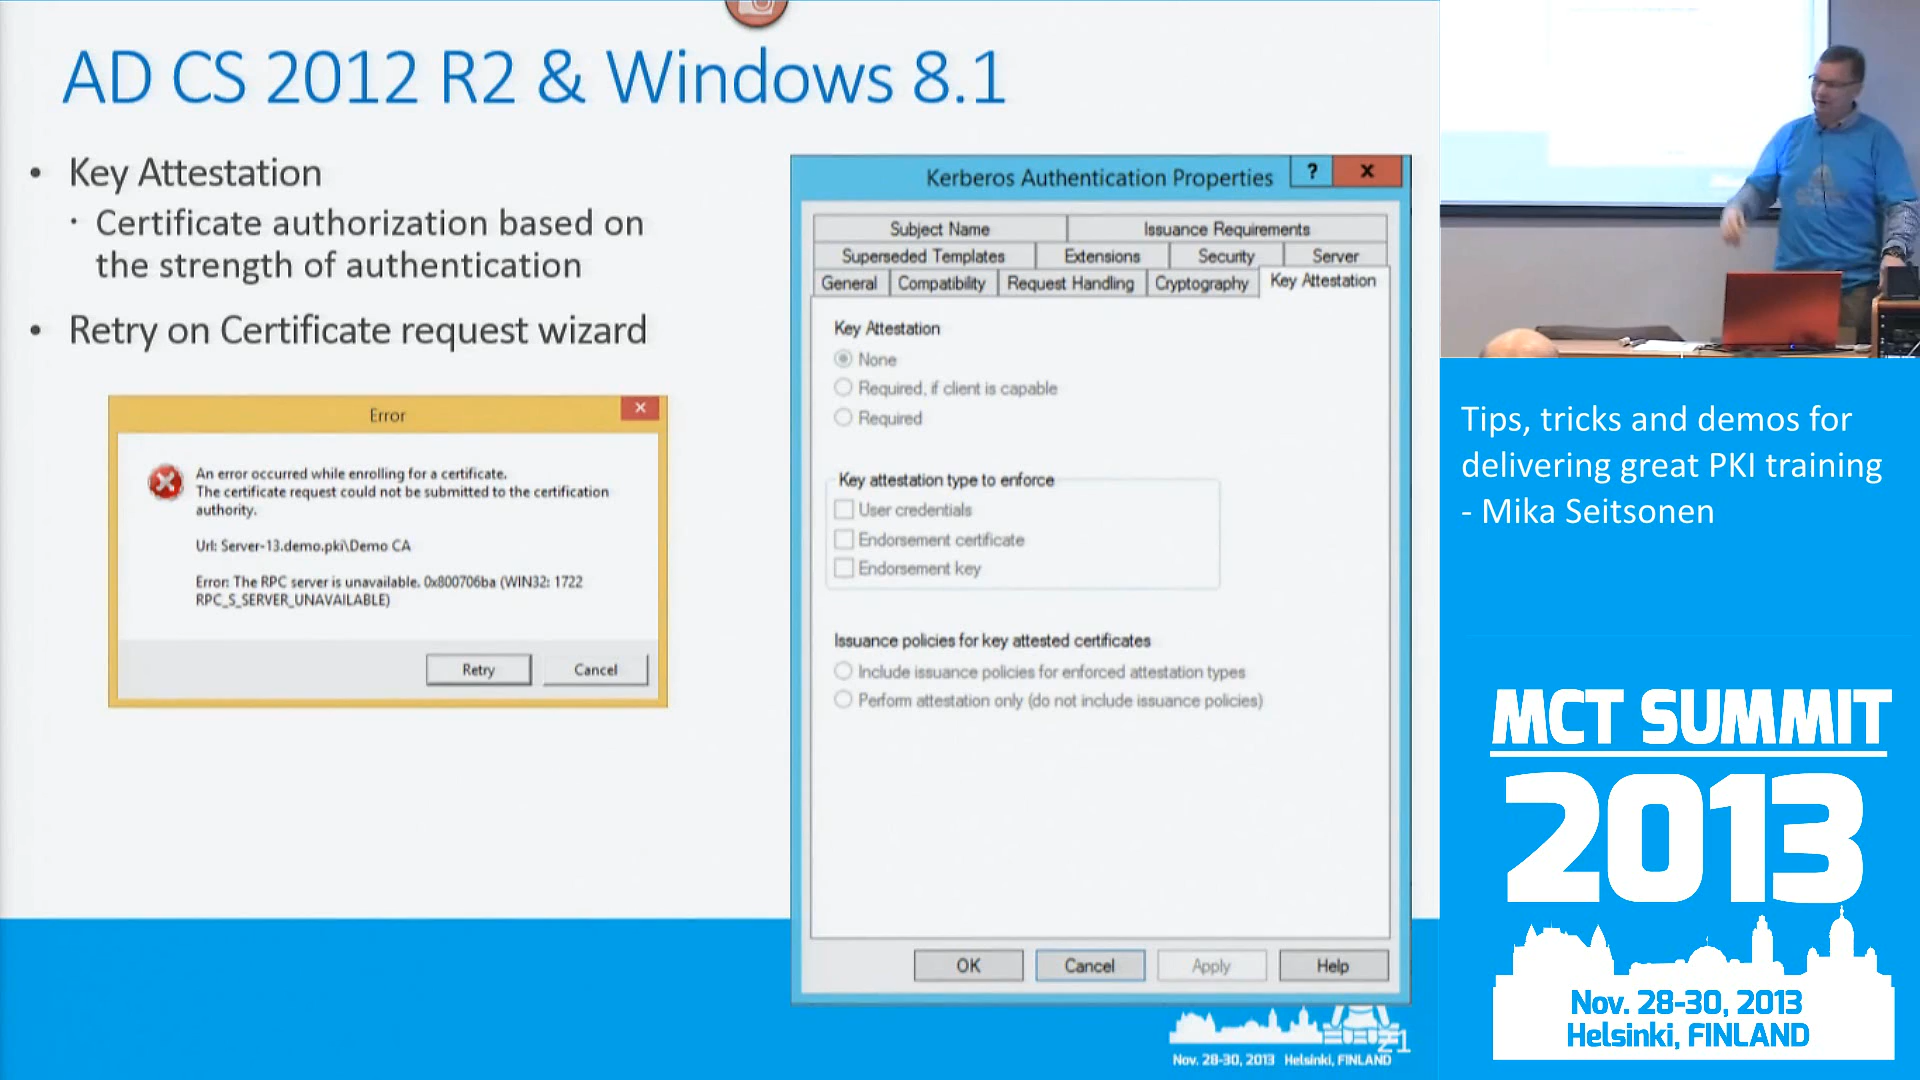 AD CS 2012 R2 & Windows 8.1
• Key Attestation
· Certificate authorization based on
the strength of authentication
• Retry on Certificate request wizard
Error
An error occurred while enrolling for a certificate.
The certificate request could not be submitted to the certification
authority.
Url: Server-13.demo.pki\Demo CA
Error: The RPC server is unavailable. 0x800706ba (WIN32: 1722
RPC_S_SERVER_UNAVAILABLE)
Retry Cancel
Kerberos Authentication Properties ? x
Subject Name Issuance Requirements
Superseded Templates Extensions Security Server
General Compatibility Request Handling Cryptography Key Attestation
Key Attestation
None
Required, if client is capable
Required
Key attestation type to enforce
User credentials
Endorsement certificate
Endorsement key
Issuance policies for key attested certificates
Include issuance policies for enforced attestation types
Perform attestation only (do not include issuance policies)
OK Cancel Apply Help
Nov. 28-30, 2013 Helsinki, FINLAND
21
Tips, tricks and demos for
delivering great PKI training
- Mika Seitsonen
MCT SUMMIT
2013
Nov. 28-30, 2013
Helsinki, FINLAND